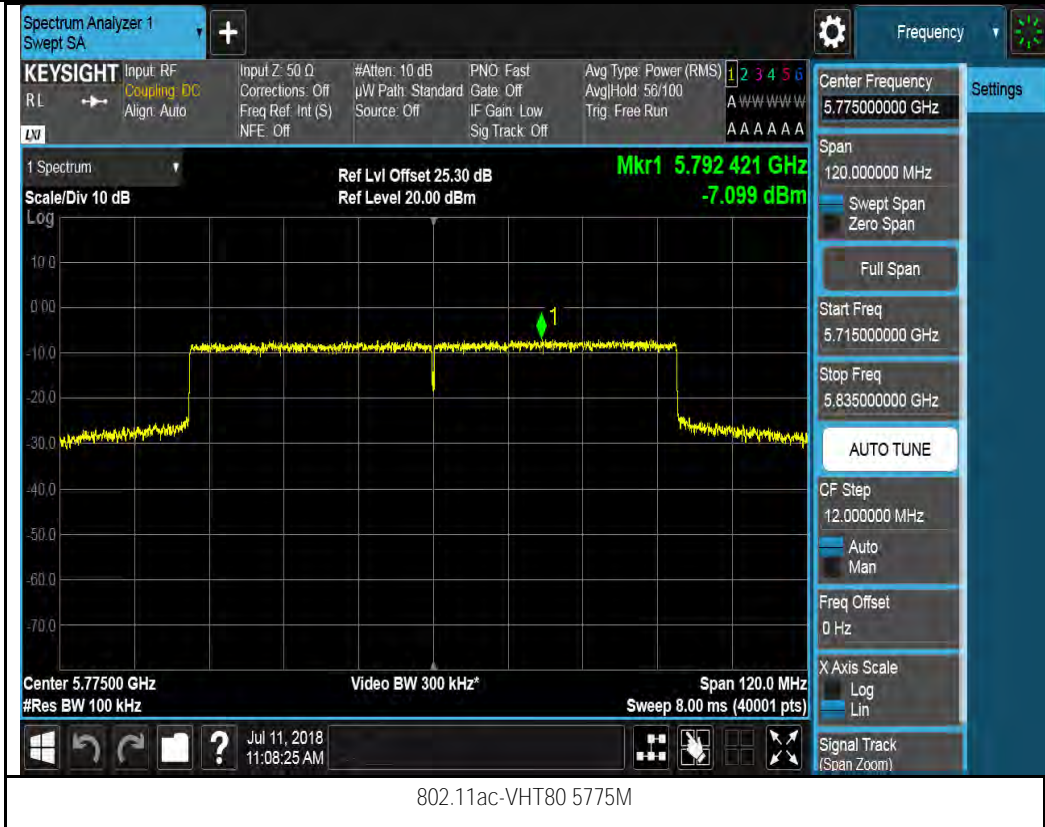 Spectrum Analyzer 1
Swept SA
+
Frequency
KEYSIGHT
RL
LXI
Input: RF
Coupling: DC
Align: Auto
Input Z: 50 Ω
Corrections: Off
Freq Ref: Int (S)
NFE: Off
#Atten: 10 dB
µW Path: Standard
Source: Off
PNO: Fast
Gate: Off
IF Gain: Low
Sig Track: Off
Avg Type: Power (RMS)
Avg|Hold: 56/100
Trig: Free Run
1 2 3 4 5 6
A W W W W W
A A A A A A
1 Spectrum
Scale/Div 10 dB
Ref Lvl Offset 25.30 dB
Ref Level 20.00 dBm
Mkr1 5.792 421 GHz
-7.099 dBm
Log
10.0
0.00
-10.0
-20.0
-30.0
-40.0
-50.0
-60.0
-70.0
1
Center 5.77500 GHz
#Res BW 100 kHz
Video BW 300 kHz*
Span 120.0 MHz
Sweep 8.00 ms (40001 pts)
Center Frequency
5.775000000 GHz
Settings
Span
120.000000 MHz
Swept Span
Zero Span
Full Span
Start Freq
5.715000000 GHz
Stop Freq
5.835000000 GHz
AUTO TUNE
CF Step
12.000000 MHz
Auto
Man
Freq Offset
0 Hz
X Axis Scale
Log
Lin
Signal Track
(Span Zoom)
?
Jul 11, 2018
11:08:25 AM
802.11ac-VHT80 5775M